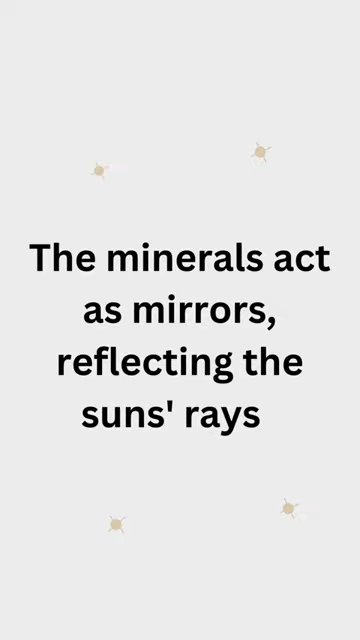 The minerals act
as mirrors,
reflecting the
suns' rays